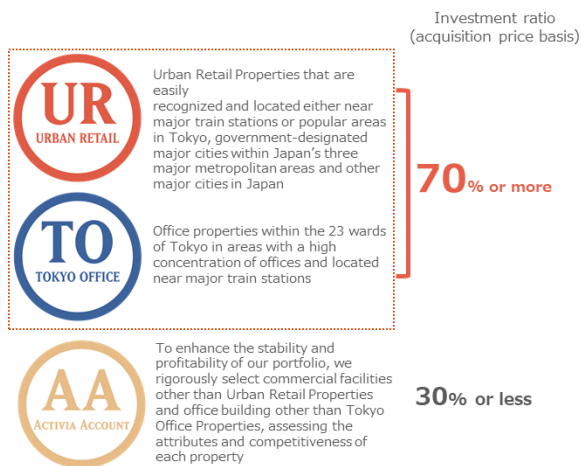 Investment ratio
(acquisition price basis)
UR
URBAN RETAIL
Urban Retail Properties that are
easily
recognized and located either near
major train stations or popular areas
in Tokyo, government-designated
major cities within Japan's three
major metropolitan areas and other
major cities in Japan
70% or more
TO
TOKYO OFFICE
Office properties within the 23 wards
of Tokyo in areas with a high
concentration of offices and located
near major train stations
AA
ACTIVIA ACCOUNT
To enhance the stability and
profitability of our portfolio, we
rigorously select commercial facilities
other than Urban Retail Properties
and office building other than Tokyo
Office Properties, assessing the
attributes and competitiveness of
each property
30% or less